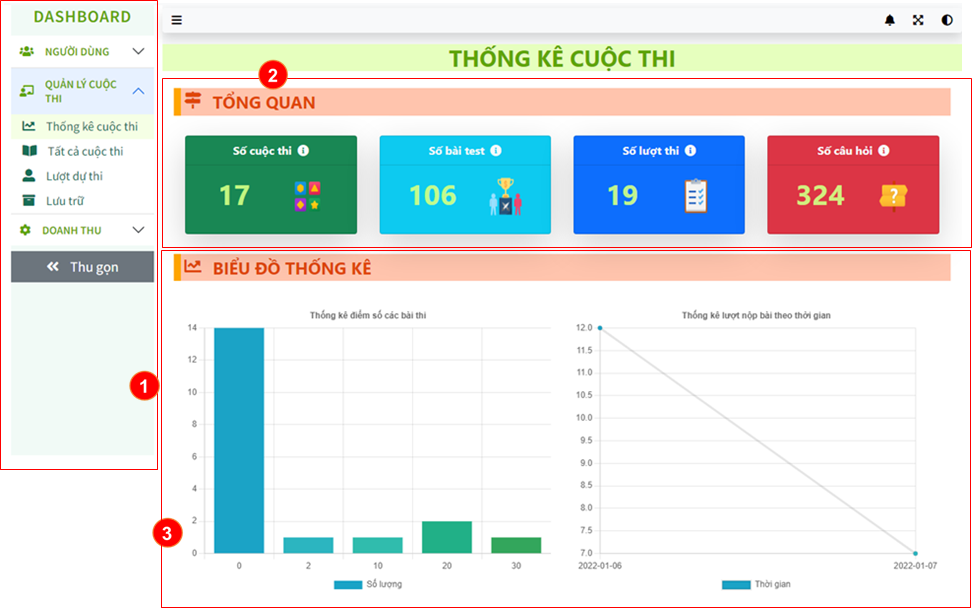 DASHBOARD
NGƯỜI DÙNG
QUẢN LÝ CUỘC
THI
Thống kê cuộc thi
Tất cả cuộc thi
Lượt dự thi
Lưu trữ
DOANH THU
Thu gọn
1
THỐNG KÊ CUỘC THI
2
TỔNG QUAN
Số cuộc thi
17
Số bài test
106
Số lượt thi
19
Số câu hỏi
324
BIỂU ĐỒ THỐNG KÊ
3
Thống kê điểm số các bài thi
14
12
10
8
6
4
2
0
0 2 10 20 30
Số lượng
Thống kê lượt nộp bài theo thời gian
12.0
11.5
11.0
10.5
10.0
9.5
9.0
8.5
8.0
7.5
7.0
2022-01-06 2022-01-07
Thời gian